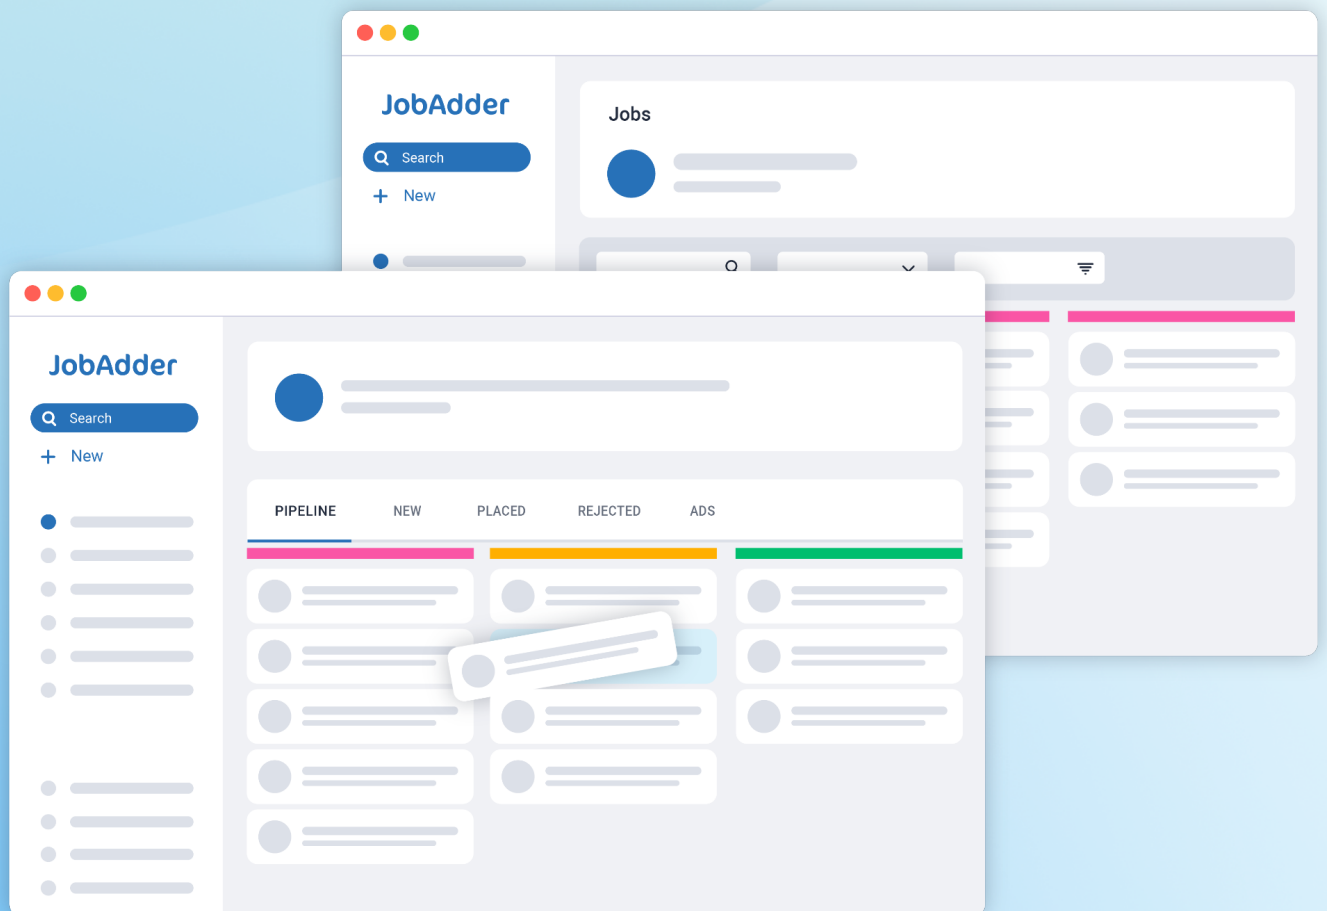 JobAdder
Search
New
Jobs
JobAdder
Search
New
PIPELINE NEW PLACED REJECTED ADS